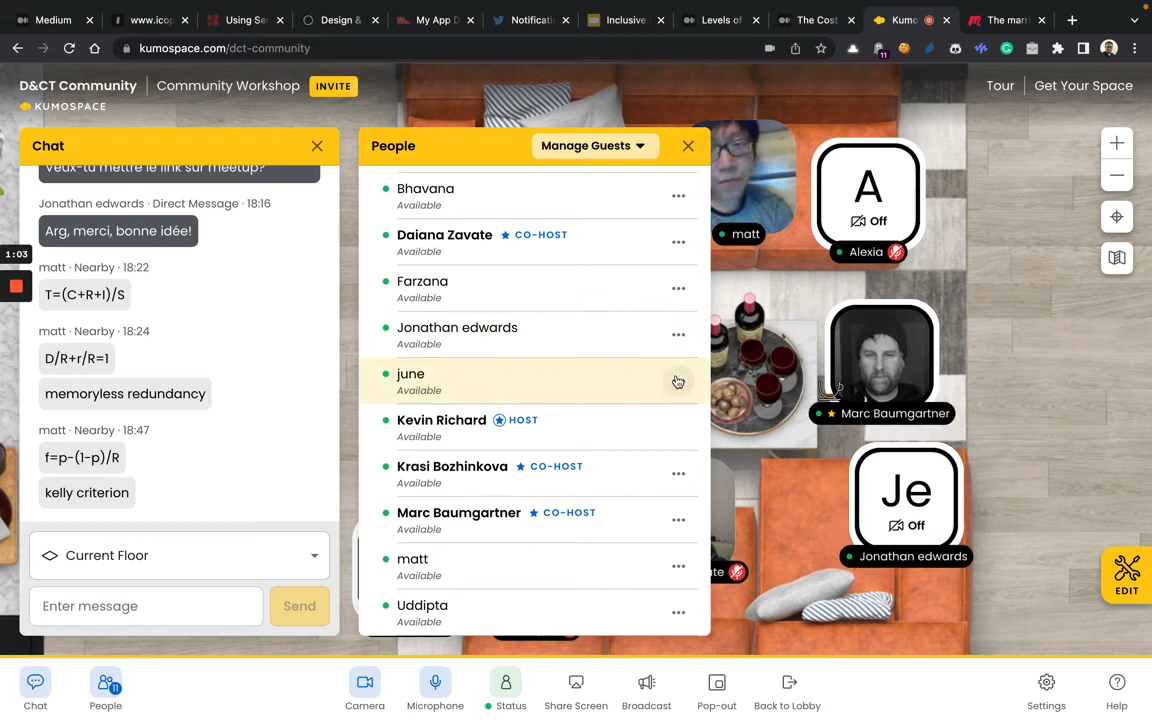 Medium
www.icop
Using Ser
Design &
My App D
Notificati
Inclusive
Levels of
The Cost
Kumo
The marri
kumospace.com/dct-community
11
D&CT Community
Community Workshop
INVITE
KUMOSPACE
Tour
Get Your Space
Chat
Veux-tu mettre le link sur meetup?
Jonathan edwards · Direct Message · 18:16
Arg, merci, bonne idée!
1:03
matt · Nearby · 18:22
T=(C+R+I)/S
matt · Nearby · 18:24
D/R+r/R=1
memoryless redundancy
matt · Nearby · 18:47
f=p-(1-p)/R
kelly criterion
Current Floor
Enter message
Send
People
Manage Guests
Bhavana
Available
Daiana Zavate
CO-HOST
Available
Farzana
Available
Jonathan edwards
Available
june
Available
Kevin Richard
HOST
Available
Krasi Bozhinkova
CO-HOST
Available
Marc Baumgartner
CO-HOST
Available
matt
Available
Uddipta
Available
matt
A
Off
Alexia
Marc Baumgartner
Je
Off
Jonathan edwards
ate
EDIT
Chat
11
People
Camera
Microphone
Status
Share Screen
Broadcast
Pop-out
Back to Lobby
Settings
Help